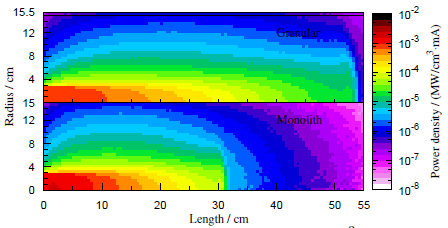 15.5
12
8
4
Granular
15
12
8
4
0
Monolith
0 10 20 30 40 50 55
Length / cm
Radius / cm
10^-2
10^-3
10^-4
10^-5
10^-6
10^-7
10^-8
Power density / (MW/cm^3 mA)